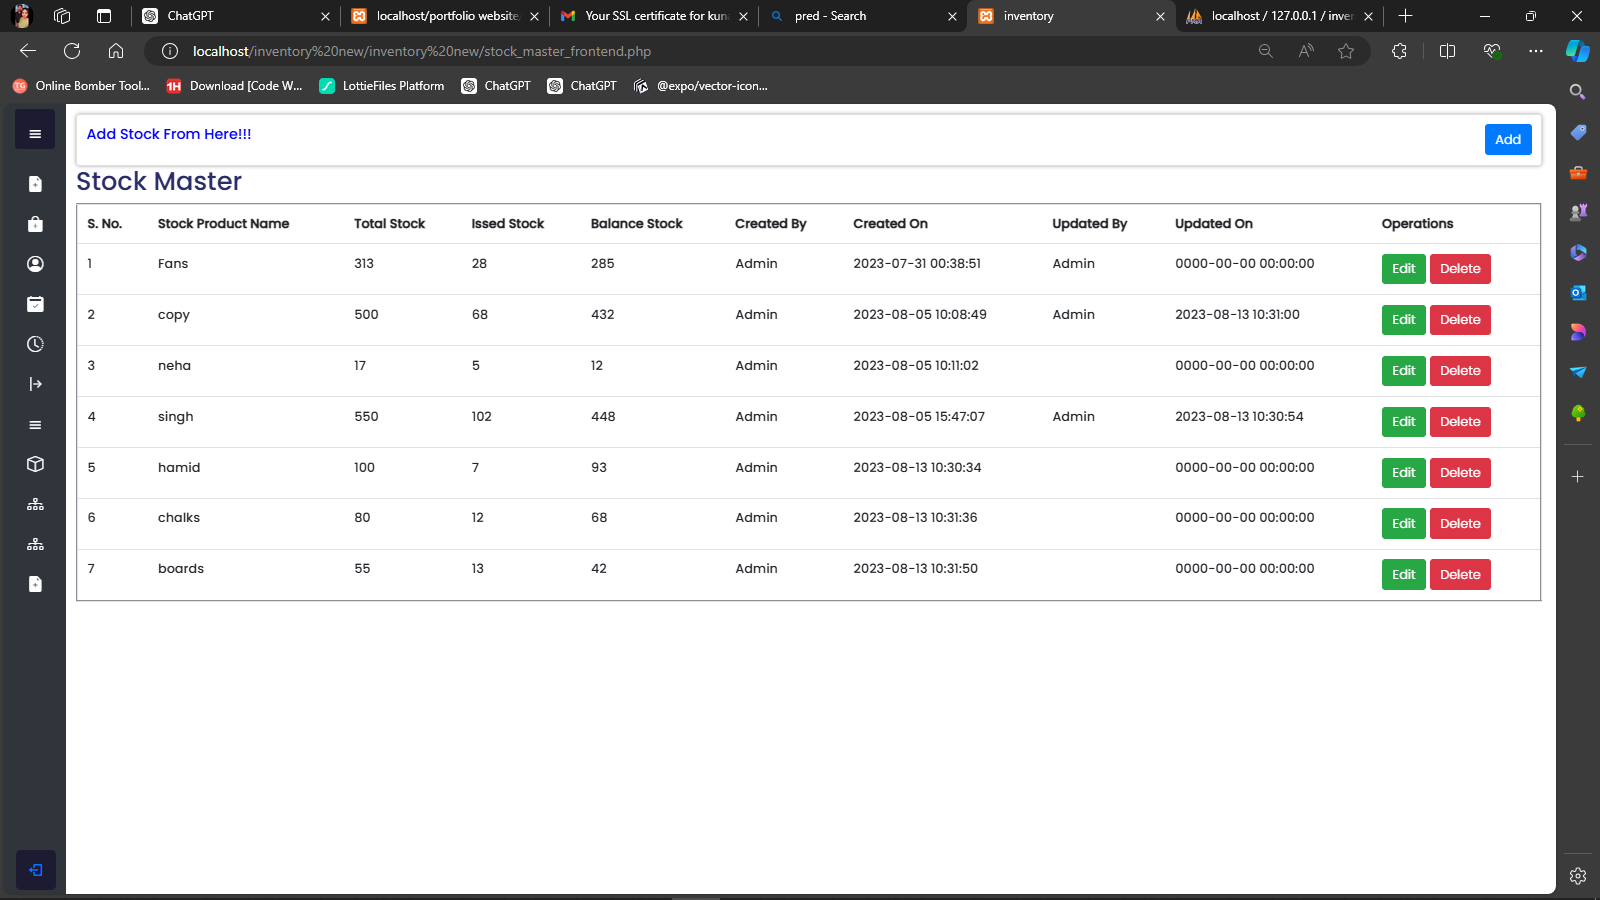 ChatGPT
localhost/portfolio website
Your SSL certificate for kuna
pred - Search
inventory
localhost / 127.0.0.1 / inver
localhost/inventory%20new/inventory%20new/stock_master_frontend.php
TG Online Bomber Tool...
1H Download [Code W...
LottieFiles Platform
ChatGPT
ChatGPT
@expo/vector-icon...
Add Stock From Here!!!
Add
Stock Master
S. No. Stock Product Name Total Stock Issed Stock Balance Stock Created By Created On Updated By Updated On Operations
1 Fans 313 28 285 Admin 2023-07-31 00:38:51 Admin 0000-00-00 00:00:00 Edit Delete
2 copy 500 68 432 Admin 2023-08-05 10:08:49 Admin 2023-08-13 10:31:00 Edit Delete
3 neha 17 5 12 Admin 2023-08-05 10:11:02 0000-00-00 00:00:00 Edit Delete
4 singh 550 102 448 Admin 2023-08-05 15:47:07 Admin 2023-08-13 10:30:54 Edit Delete
5 hamid 100 7 93 Admin 2023-08-13 10:30:34 0000-00-00 00:00:00 Edit Delete
6 chalks 80 12 68 Admin 2023-08-13 10:31:36 0000-00-00 00:00:00 Edit Delete
7 boards 55 13 42 Admin 2023-08-13 10:31:50 0000-00-00 00:00:00 Edit Delete